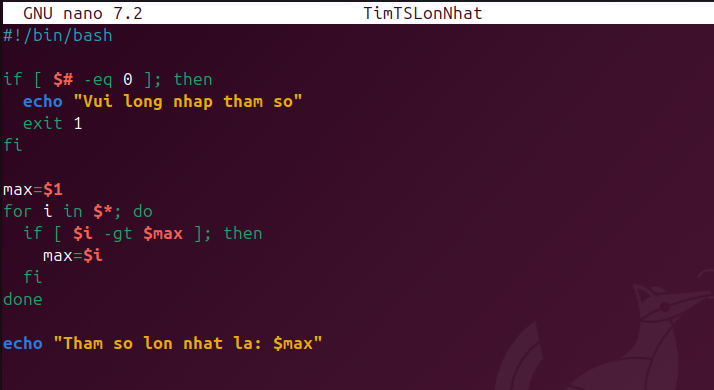 GNU nano 7.2 TimTSLonNhat
#!/bin/bash
if [ $# -eq 0 ]; then
  echo "Vui long nhap tham so"
  exit 1
fi
max=$1
for i in $*; do
  if [ $i -gt $max ]; then
    max=$i
  fi
done
echo "Tham so lon nhat la: $max"